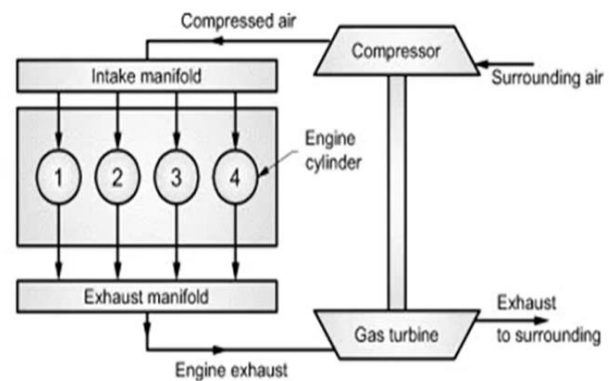 Compressed air
Compressor
Intake manifold
Surrounding air
Engine
cylinder
1 2 3 4
Exhaust manifold
Exhaust
to surrounding
Gas turbine
Engine exhaust